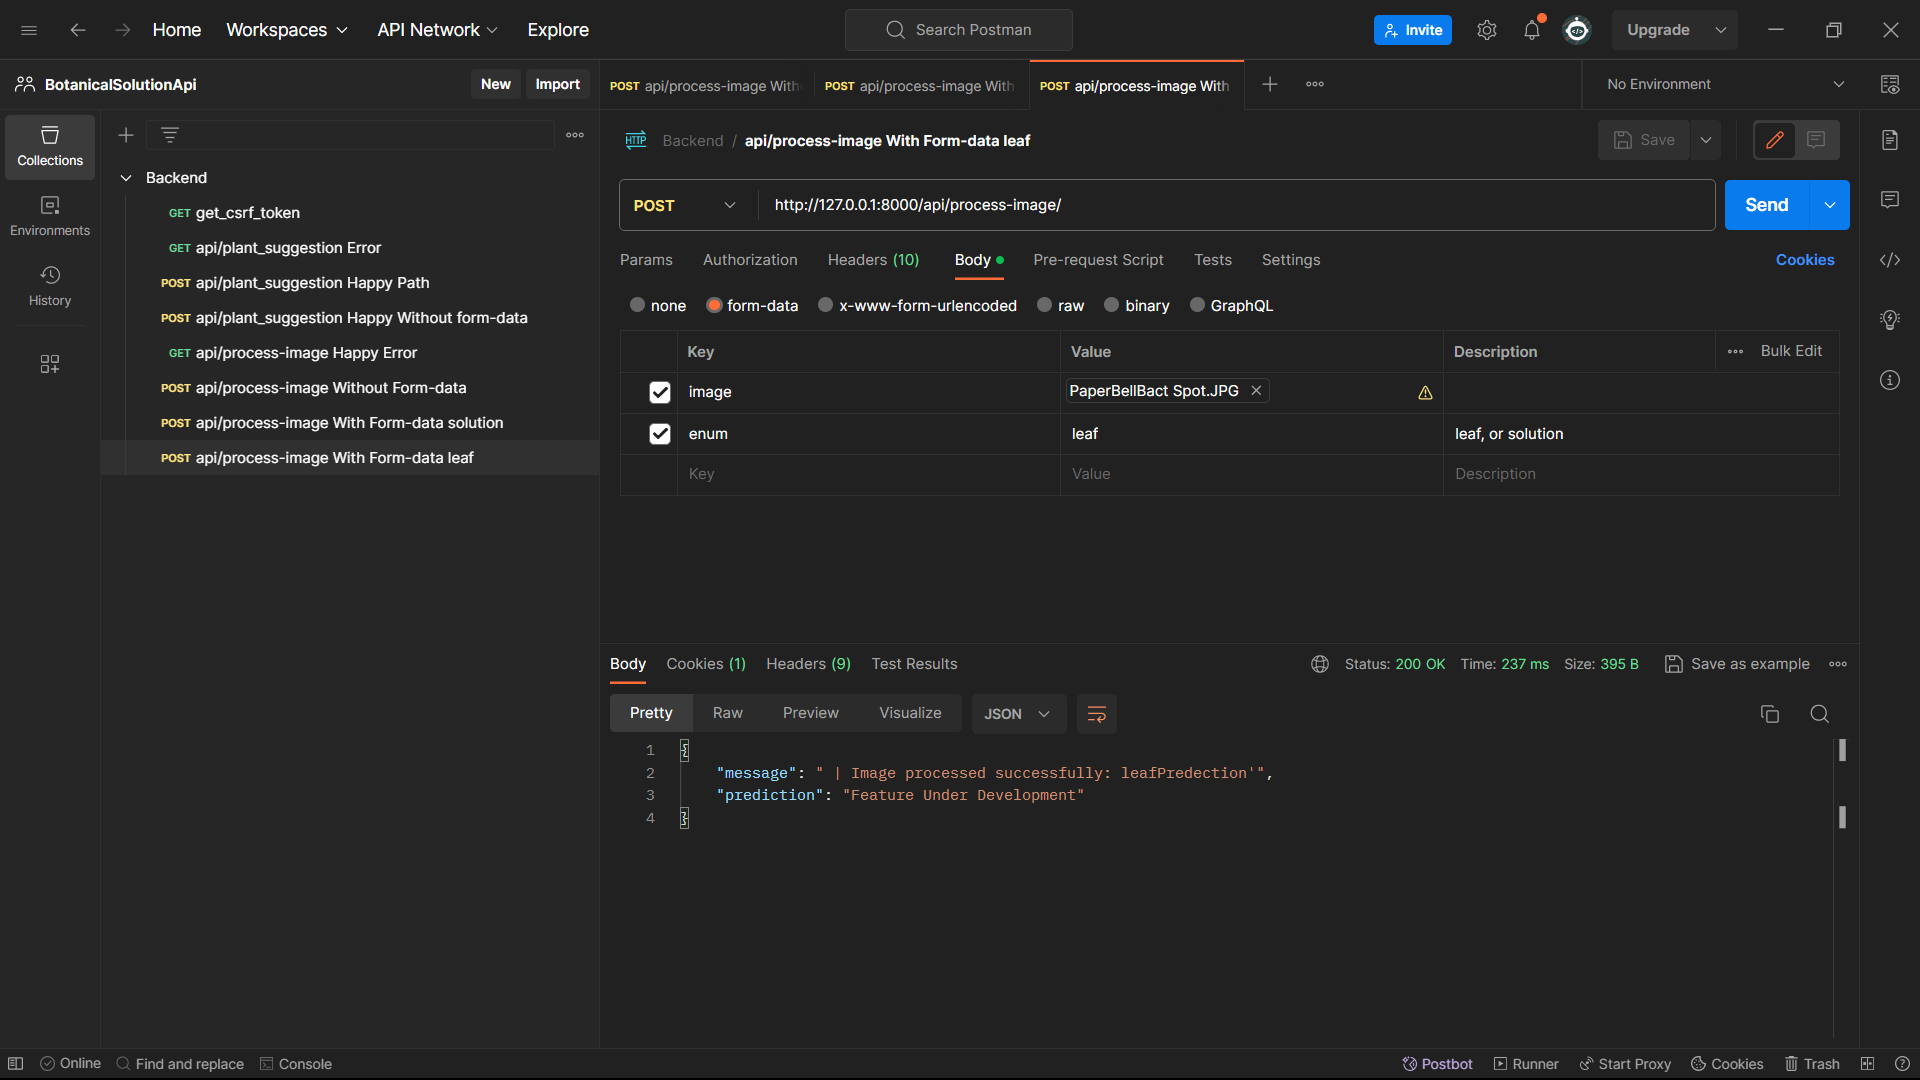 Home Workspaces API Network Explore Search Postman Invite Upgrade
BotanicalSolutionApi New Import POST api/process-image With POST api/process-image With POST api/process-image With No Environment
Collections
Environments
History
Backend
GET get_csrf_token
GET api/plant_suggestion Error
POST api/plant_suggestion Happy Path
POST api/plant_suggestion Happy Without form-data
GET api/process-image Happy Error
POST api/process-image Without Form-data
POST api/process-image With Form-data solution
POST api/process-image With Form-data leaf
HTTP Backend / api/process-image With Form-data leaf Save
POST http://127.0.0.1:8000/api/process-image/ Send
Params Authorization Headers (10) Body Pre-request Script Tests Settings Cookies
none form-data x-www-form-urlencoded raw binary GraphQL
Key Value Description Bulk Edit
image PaperBellBact Spot.JPG
enum leaf leaf, or solution
Key Value Description
Body Cookies (1) Headers (9) Test Results Status: 200 OK Time: 237 ms Size: 395 B Save as example
Pretty Raw Preview Visualize JSON
1 {
2 "message": " | Image processed successfully: leafPredection'",
3 "prediction": "Feature Under Development"
4 }
Online Find and replace Console Postbot Runner Start Proxy Cookies Trash